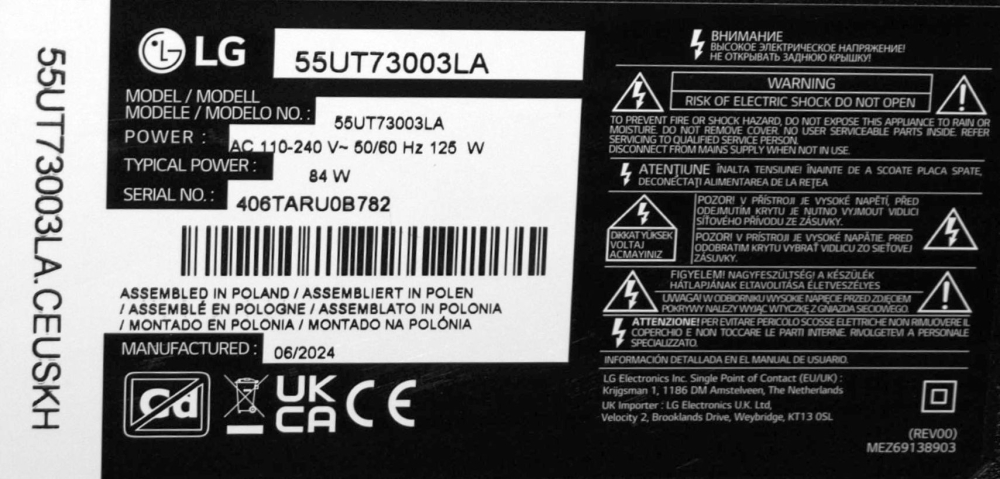 55UT73003LA.CEUSKH
LG
55UT73003LA
MODEL / MODELL
MODELE / MODELO NO. :
55UT73003LA
POWER :
AC 110-240 V~ 50/60 Hz 125 W
TYPICAL POWER :
84 W
SERIAL NO. :
406TARU0B782
ASSEMBLED IN POLAND / ASSEMBLIERT IN POLEN
/ ASSEMBLÉ EN POLOGNE / ASSEMBLATO IN POLONIA
/ MONTADO EN POLONIA / MONTADO NA POLÓNIA
MANUFACTURED :
06/2024
Cd
UK
CA
CE
ВНИМАНИЕ
ВЫСОКОЕ ЭЛЕКТРИЧЕСКОЕ НАПРЯЖЕНИЕ!
НЕ ОТКРЫВАТЬ ЗАДНЮЮ КРЫШКУ!
WARNING
RISK OF ELECTRIC SHOCK DO NOT OPEN
TO PREVENT FIRE OR SHOCK HAZARD, DO NOT EXPOSE THIS APPLIANCE TO RAIN OR
MOISTURE. DO NOT REMOVE COVER. NO USER SERVICEABLE PARTS INSIDE. REFER
SERVICING TO QUALIFIED SERVICE PERSON.
DISCONNECT FROM MAINS SUPPLY WHEN NOT IN USE.
ATENŢIUNE ÎNALTA TENSIUNE! ÎNAINTE DE A SCOATE PLACA SPATE,
DECONECTAŢI ALIMENTAREA DE LA REŢEA
DIKKAT YUKSEK
VOLTAJ
ACMAYINIZ
POZOR! V PŘÍSTROJI JE VYSOKÉ NAPĚTÍ, PŘED
ODEJMUTÍM KRYTU JE NUTNO VYJMOUT VIDLICI
SÍŤOVÉHO PŘÍVODU ZE ZÁSUVKY.
POZOR! V PRÍSTROJI JE VYSOKÉ NAPÄTIE. PRED
ODOBRATIM KRYTU VYBRAŤ VIDLICU ZO SIEŤOVEJ
ZÁSUVKY.
FIGYELEM! NAGYFESZÜLTSÉG! A KÉSZÜLÉK
HÁTLAPJÁNAK ELTÁVOLITÁSA ÉLETVESZÉLYES
UWAGA! W ODBIORNIKU WYSOKIE NAPIĘCIE PRZED ZDJĘCIEM
POKRYWY NALEŻY WYJĄĆ WTYCZKĘ Z GNIAZDA SIECIOWEGO.
ATTENZIONE! PER EVITARE PERICOLO SCOSSE ELETTRICHE NON RIMUOVERE IL
COPERCHIO E NON TOCCARE LE PARTI INTERNE. RIVOLGETEVI A PERSONALE
SPECIALIZZATO.
INFORMACIÓN DETALLADA EN EL MANUAL DE USUARIO.
LG Electronics Inc. Single Point of Contact (EU/UK) :
Krijgsman 1, 1186 DM Amstelveen, The Netherlands
UK Importer : LG Electronics U.K. Ltd,
Velocity 2, Brooklands Drive, Weybridge, KT13 0SL
(REV00)
MEZ69138903